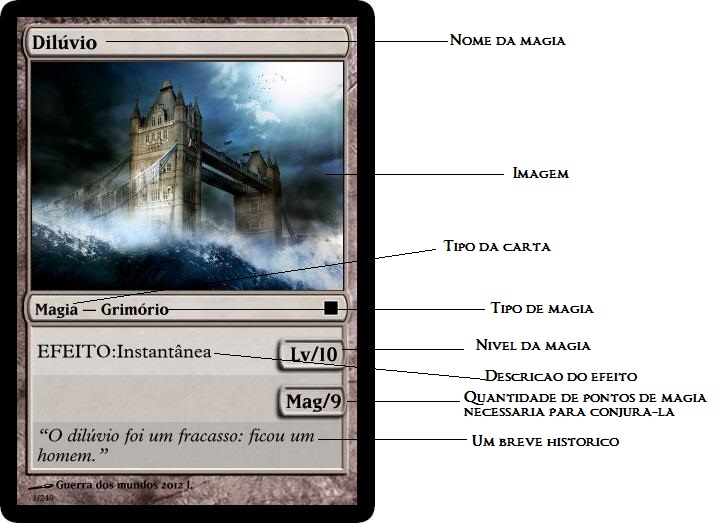 Dilúvio
Nome da magia
Imagem
Tipo da carta
Magia — Grimório
Tipo de magia
Nivel da magia
EFEITO:Instantânea
Lv/10
Descricao do efeito
Mag/9
Quantidade de pontos de magia
necessaria para conjura-la
“O dilúvio foi um fracasso: ficou um
homem.”
Um breve historico
Guerra dos mundos 2012 I.
1/249